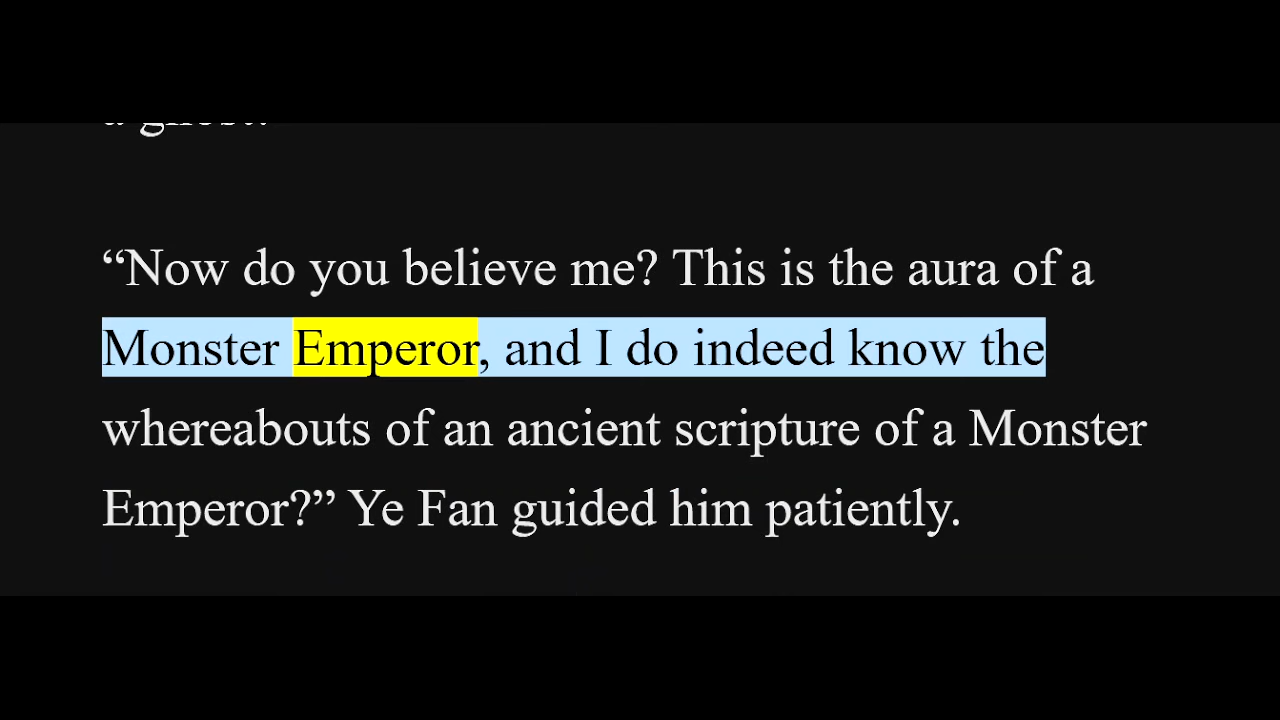 a ghost.
“Now do you believe me? This is the aura of a
Monster Emperor, and I do indeed know the
whereabouts of an ancient scripture of a Monster
Emperor?” Ye Fan guided him patiently.